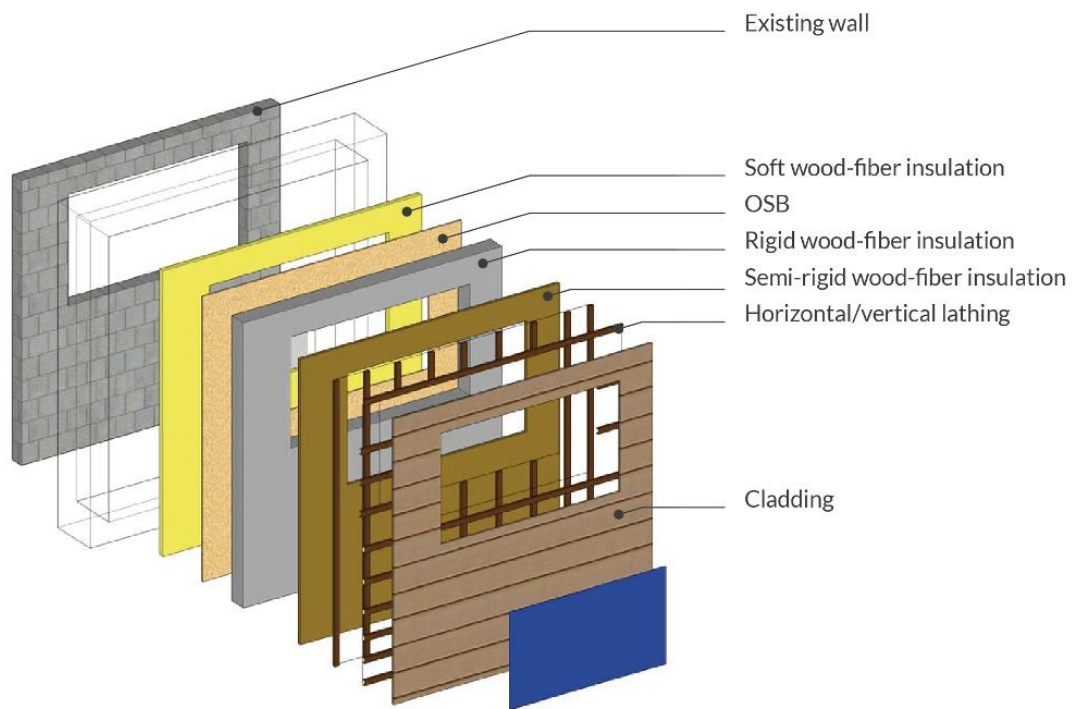 Existing wall
Soft wood-fiber insulation
OSB
Rigid wood-fiber insulation
Semi-rigid wood-fiber insulation
Horizontal/vertical lathing
Cladding